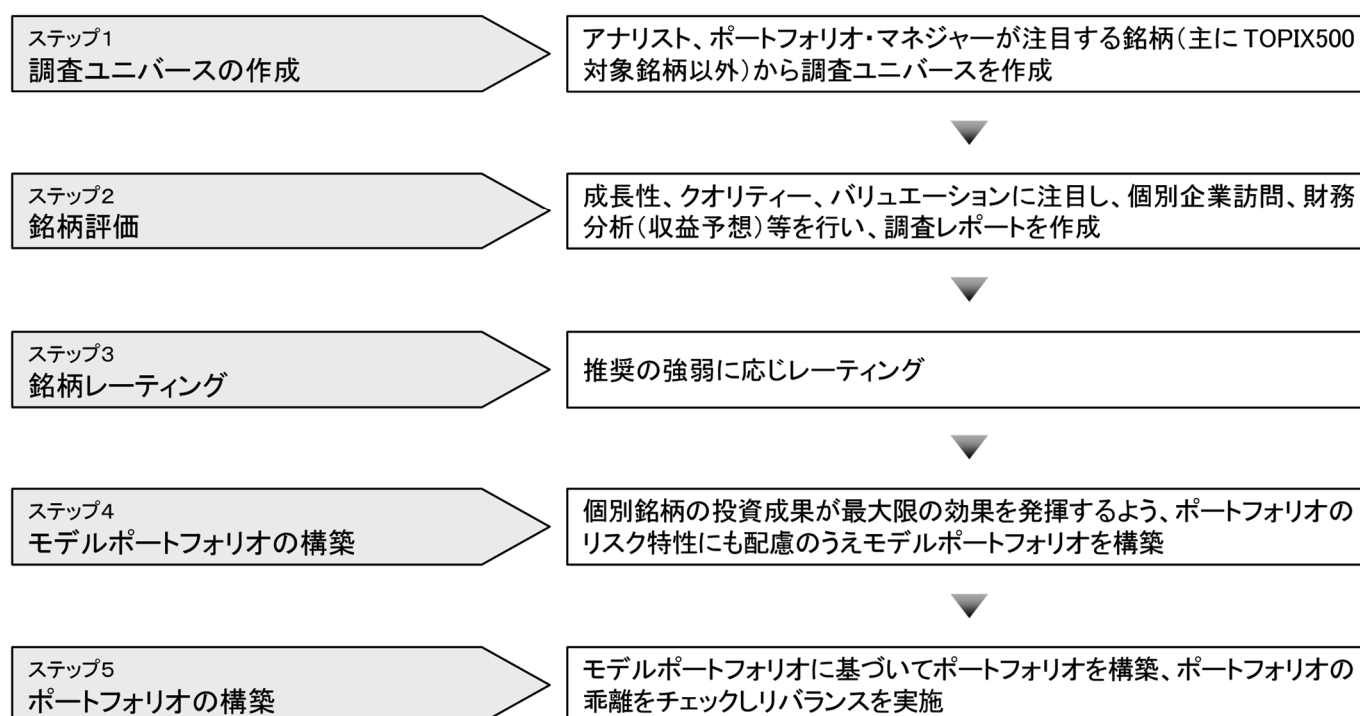 ステップ1
調査ユニバースの作成
アナリスト、ポートフォリオ・マネジャーが注目する銘柄(主に TOPIX500
対象銘柄以外)から調査ユニバースを作成
ステップ2
銘柄評価
成長性、クオリティー、バリュエーションに注目し、個別企業訪問、財務
分析(収益予想)等を行い、調査レポートを作成
ステップ3
銘柄レーティング
推奨の強弱に応じレーティング
ステップ4
モデルポートフォリオの構築
個別銘柄の投資成果が最大限の効果を発揮するよう、ポートフォリオの
リスク特性にも配慮のうえモデルポートフォリオを構築
ステップ5
ポートフォリオの構築
モデルポートフォリオに基づいてポートフォリオを構築、ポートフォリオの
乖離をチェックしリバランスを実施